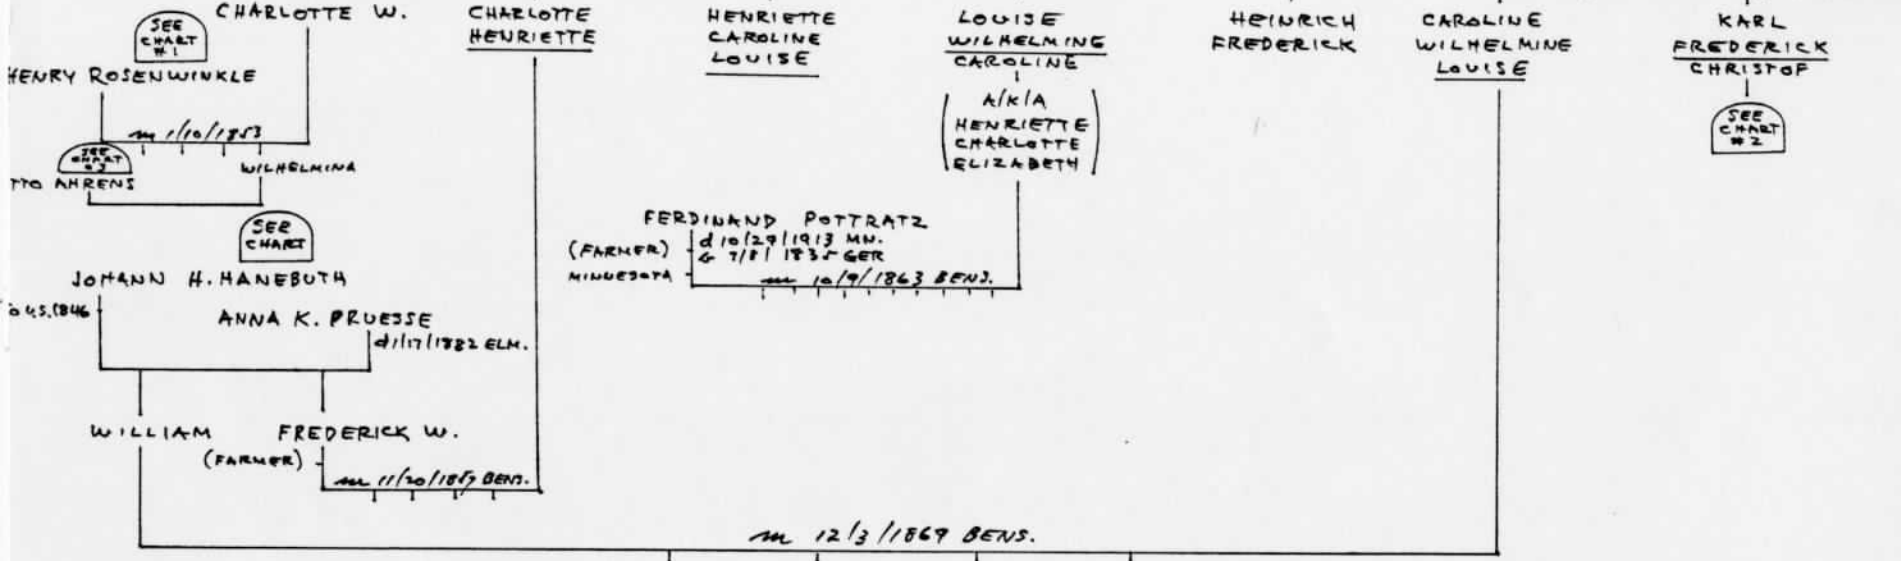 CHARLOTTE W.
SEE
CHART
#1
HENRY ROSENWINKLE
m 1/10/1853
SEE
CHART
WILHELMINA
TTO AHRENS
SEE
CHART
JOHANN H. HANEBUTH
O U.S. 1846
ANNA K. PRUESSE
d 1/17/1882 ELM.
WILLIAM
FREDERICK W.
(FARMER)
m 11/20/1857 BENS.
CHARLOTTE
HENRIETTE
HENRIETTE
CAROLINE
LOUISE
LOUISE
WILHELMINE
CAROLINE
A/K/A
HENRIETTE
CHARLOTTE
ELIZABETH
FERDINAND POTTRATZ
(FARMER)
MINNESOTA
d 10/29/1913 MN.
b 7/8/1835 GER
m 10/9/1863 BENS.
HEINRICH
FREDERICK
CAROLINE
WILHELMINE
LOUISE
KARL
FREDERICK
CHRISTOF
SEE
CHART
#2
m 12/3/1869 BENS.